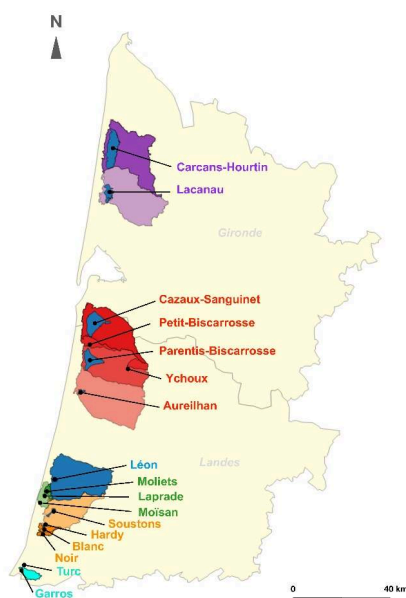 N
Carcans-Hourtin
Lacanau
Gironde
Cazaux-Sanguinet
Petit-Biscarrosse
Parentis-Biscarrosse
Ychoux
Aureilhan
Landes
Léon
Moliets
Laprade
Moïsan
Soustons
Hardy
Blanc
Noir
Turc
Garros
0 40 km